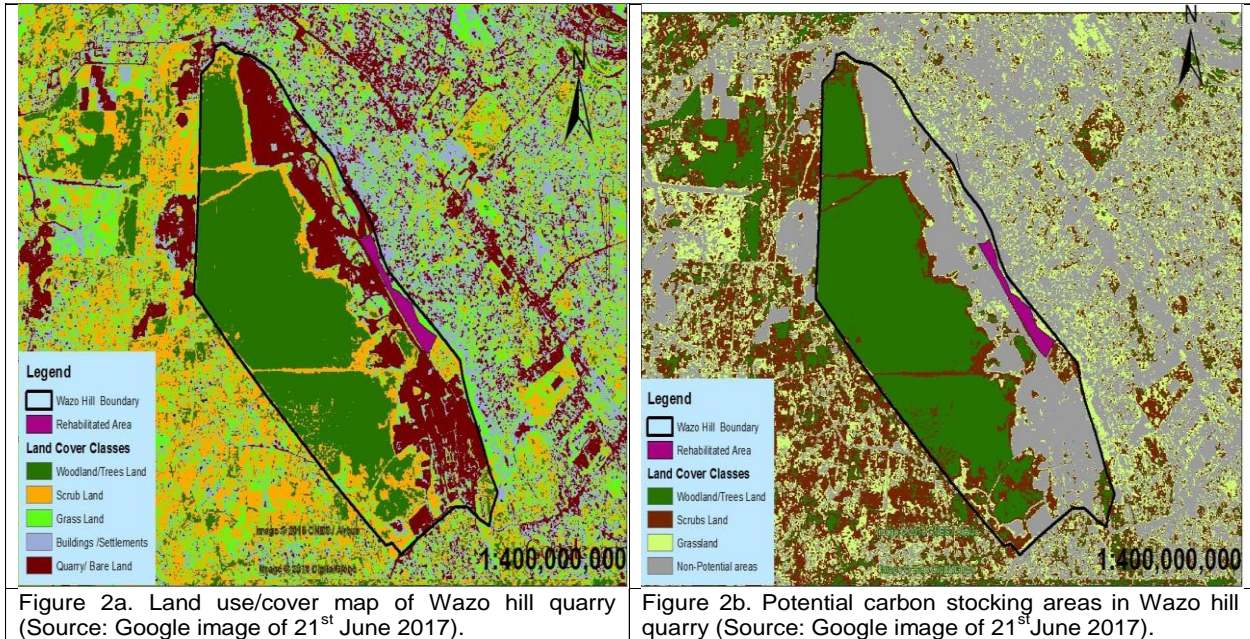 N
Legend
Wazo Hill Boundary
Rehabilitated Area
Land Cover Classes
Woodland/Trees Land
Scrub Land
Grass Land
Buildings /Settlements
Quarry/ Bare Land
1:400,000,000
Figure 2a. Land use/cover map of Wazo hill quarry
(Source: Google image of 21st June 2017).
N
Legend
Wazo Hill Boundary
Rehabilitated Area
Land Cover Classes
Woodland/Trees Land
Scrubs Land
Grassland
Non-Potential areas
1:400,000,000
Figure 2b. Potential carbon stocking areas in Wazo hill
quarry (Source: Google image of 21st June 2017).